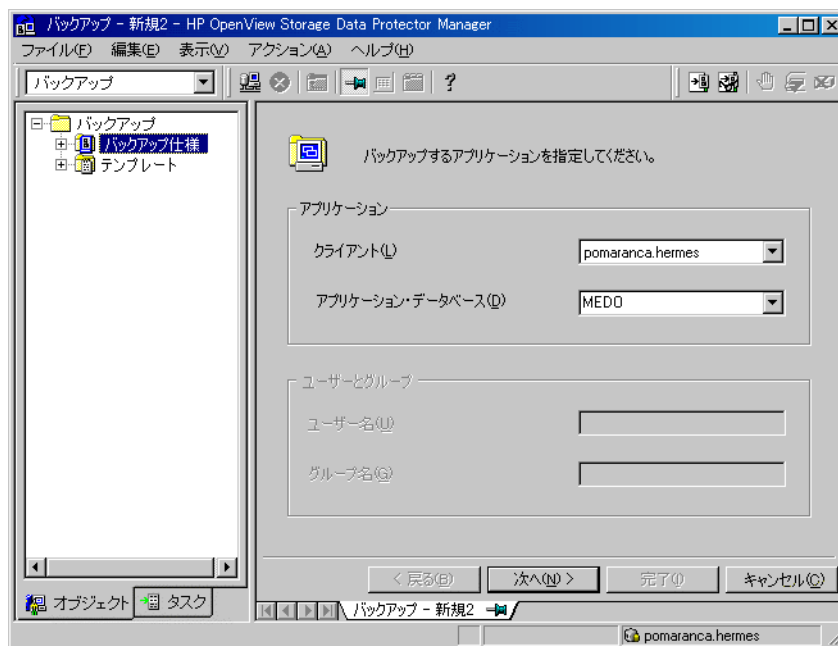 バックアップ - 新規2 - HP OpenView Storage Data Protector Manager
ファイル(F) 編集(E) 表示(V) アクション(A) ヘルプ(H)
バックアップ
バックアップ
バックアップ仕様
テンプレート
バックアップするアプリケーションを指定してください。
アプリケーション
クライアント(L)
pomaranca.hermes
アプリケーション・データベース(D)
MEDO
ユーザーとグループ
ユーザー名(U)
グループ名(G)
< 戻る(B)
次へ(N) >
完了(I)
キャンセル(C)
オブジェクト
タスク
バックアップ - 新規2
pomaranca.hermes